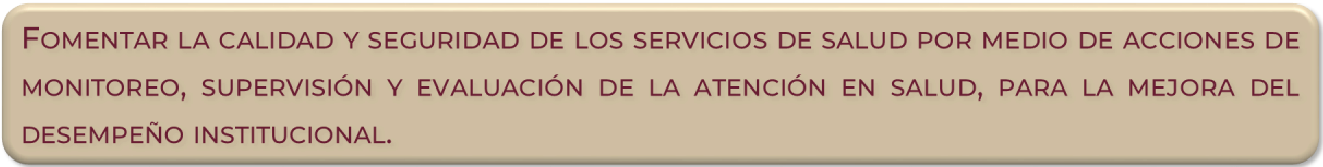 Fomentar la calidad y seguridad de los servicios de salud por medio de acciones de
monitoreo, supervisión y evaluación de la atención en salud, para la mejora del
desempeño institucional.